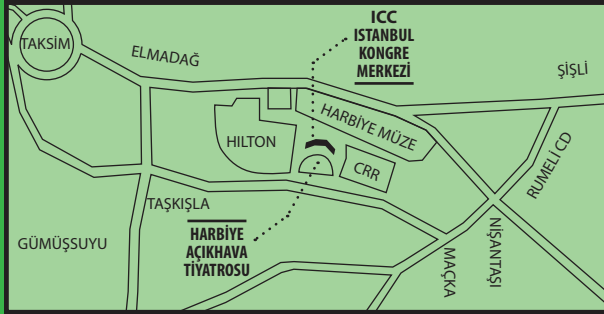 TAKSİM
ELMADAĞ
ICC
ISTANBUL
KONGRE
MERKEZİ
ŞİŞLİ
HARBİYE MÜZE
HILTON
CRR
RUMELİ CD
TAŞKIŞLA
GÜMÜŞSUYU
HARBİYE
AÇIKHAVA
TİYATROSU
MAÇKA
NİŞANTAŞI